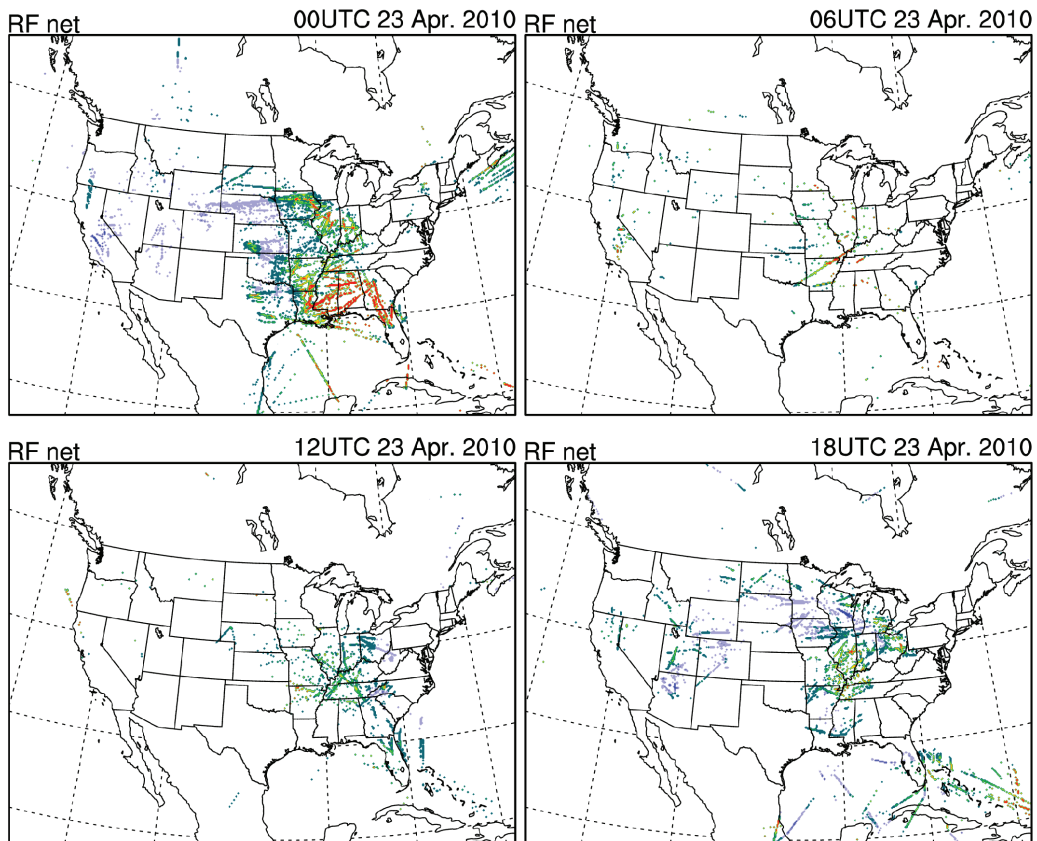 RF net 00UTC 23 Apr. 2010
RF net 06UTC 23 Apr. 2010
RF net 12UTC 23 Apr. 2010
RF net 18UTC 23 Apr. 2010